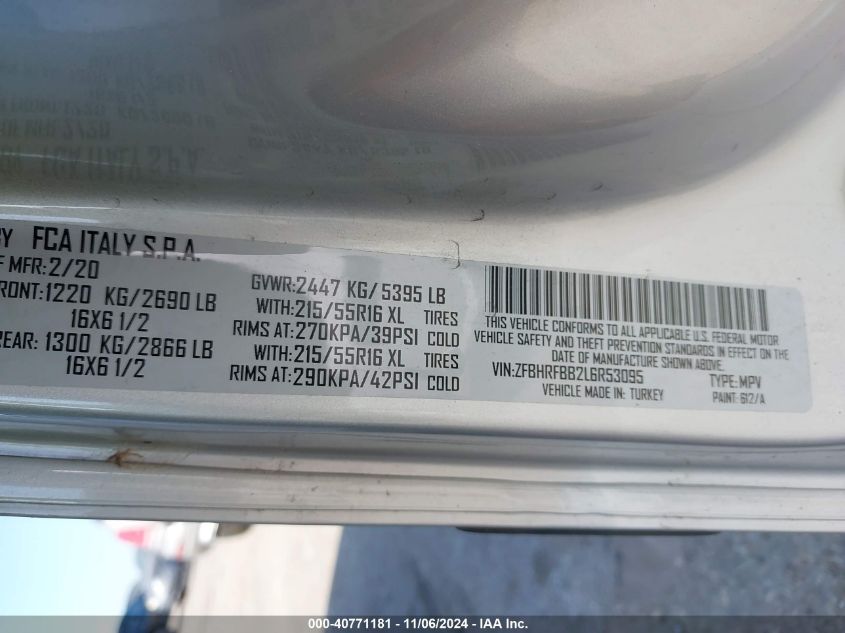 BY FCA ITALY S.P.A.
F MFR:2/20
FRONT:1220 KG/2690 LB
16X6 1/2
REAR: 1300 KG/2866 LB
16X6 1/2
GVWR:2447 KG/5395 LB
WITH:215/55R16 XL TIRES
RIMS AT:270KPA/39PSI COLD
WITH:215/55R16 XL TIRES
RIMS AT:290KPA/42PSI COLD
THIS VEHICLE CONFORMS TO ALL APPLICABLE U.S. FEDERAL MOTOR
VEHICLE SAFETY AND THEFT PREVENTION STANDARDS IN EFFECT ON THE
DATE OF MANUFACTURE SHOWN ABOVE.
VIN:ZFBHRFBB2L6R53095 TYPE:MPV
VEHICLE MADE IN: TURKEY PAINT: 612/A
000-40771181 - 11/06/2024 - IAA Inc.